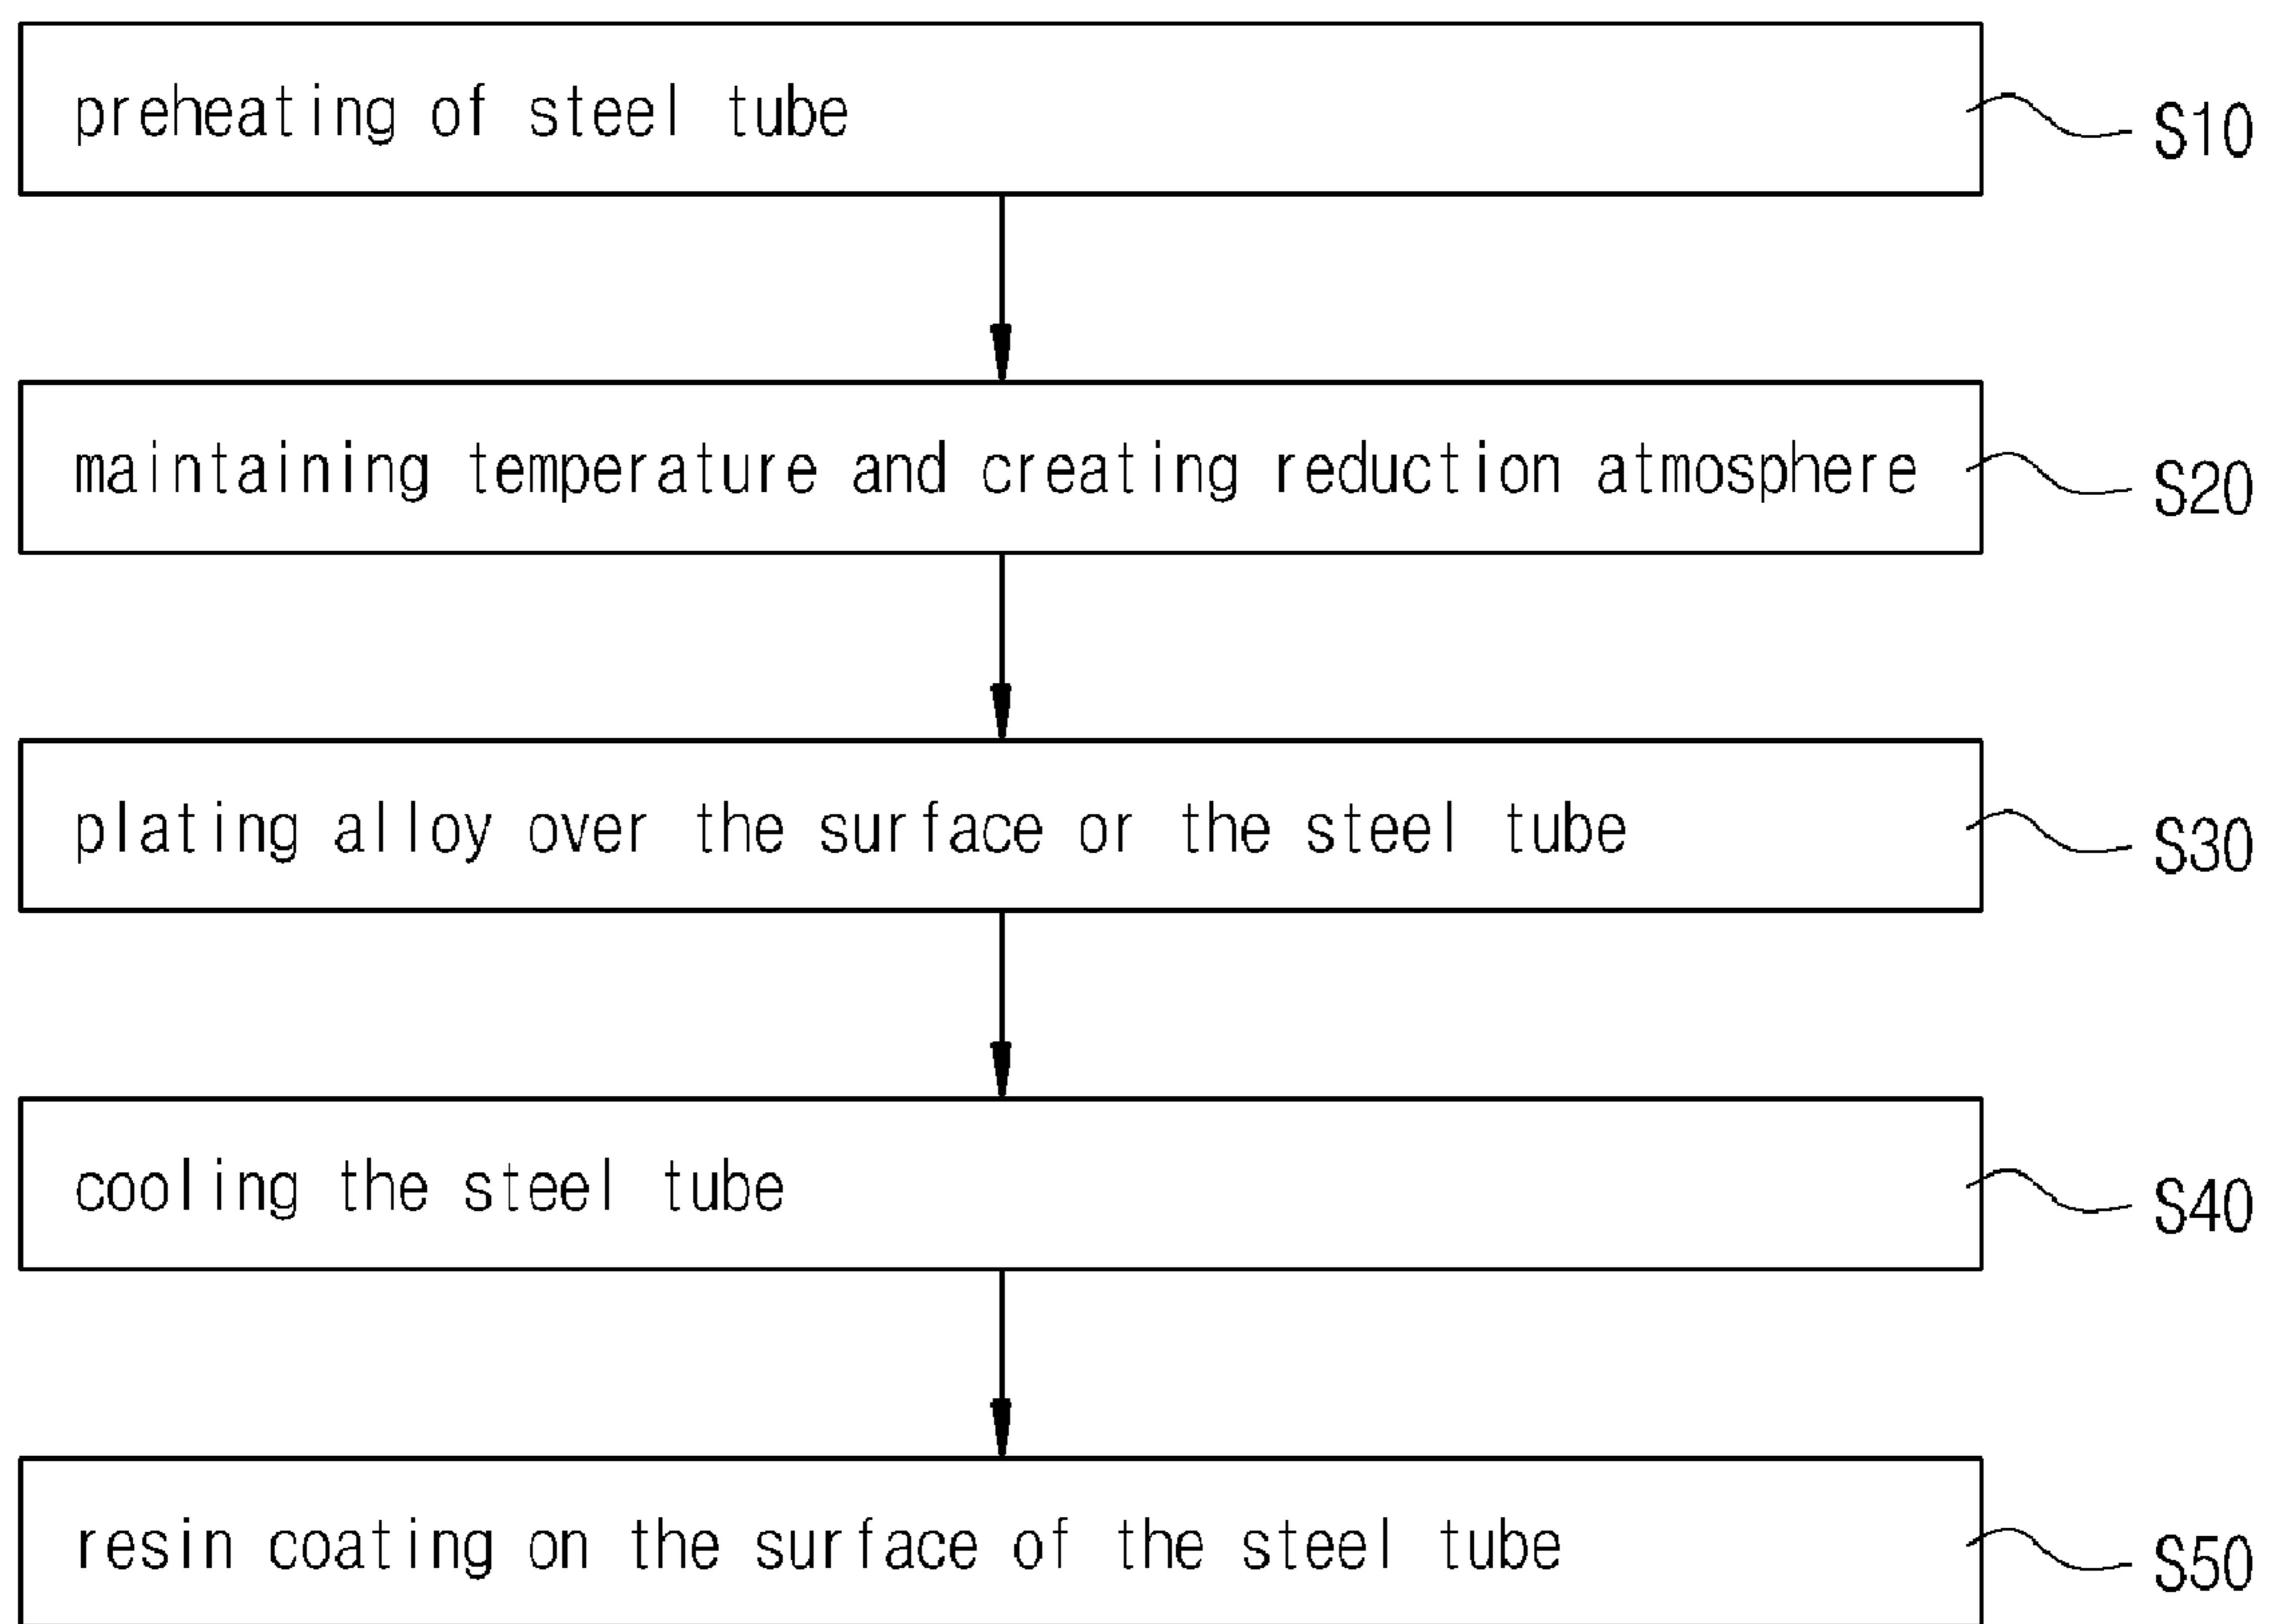 preheating of steel tube S10
maintaining temperature and creating reduction atmosphere S20
plating alloy over the surface or the steel tube S30
cooling the steel tube S40
resin coating on the surface of the steel tube S50